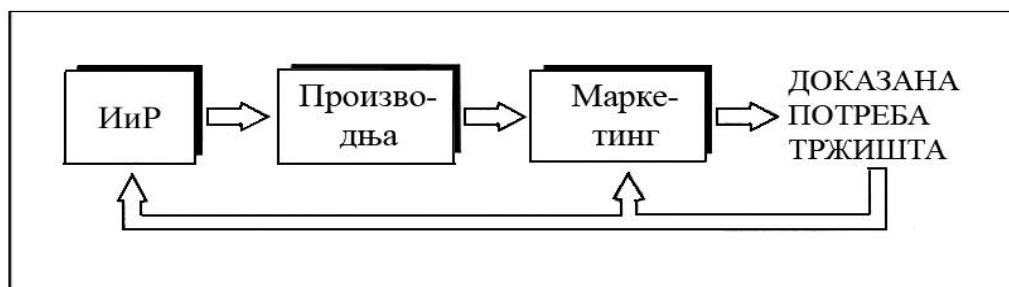 ИиР
Произво-
дња
Марке-
тинг
ДОКАЗАНА
ПОТРЕБА
ТРЖИШТА